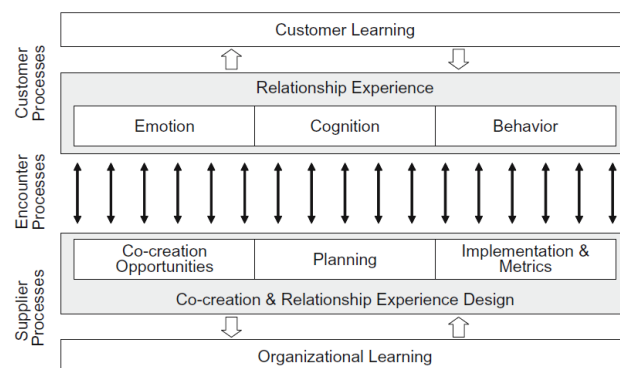 Customer Learning
Customer
Processes
Relationship Experience
Emotion
Cognition
Behavior
Encounter
Processes
Supplier
Processes
Co-creation
Opportunities
Planning
Implementation &
Metrics
Co-creation & Relationship Experience Design
Organizational Learning